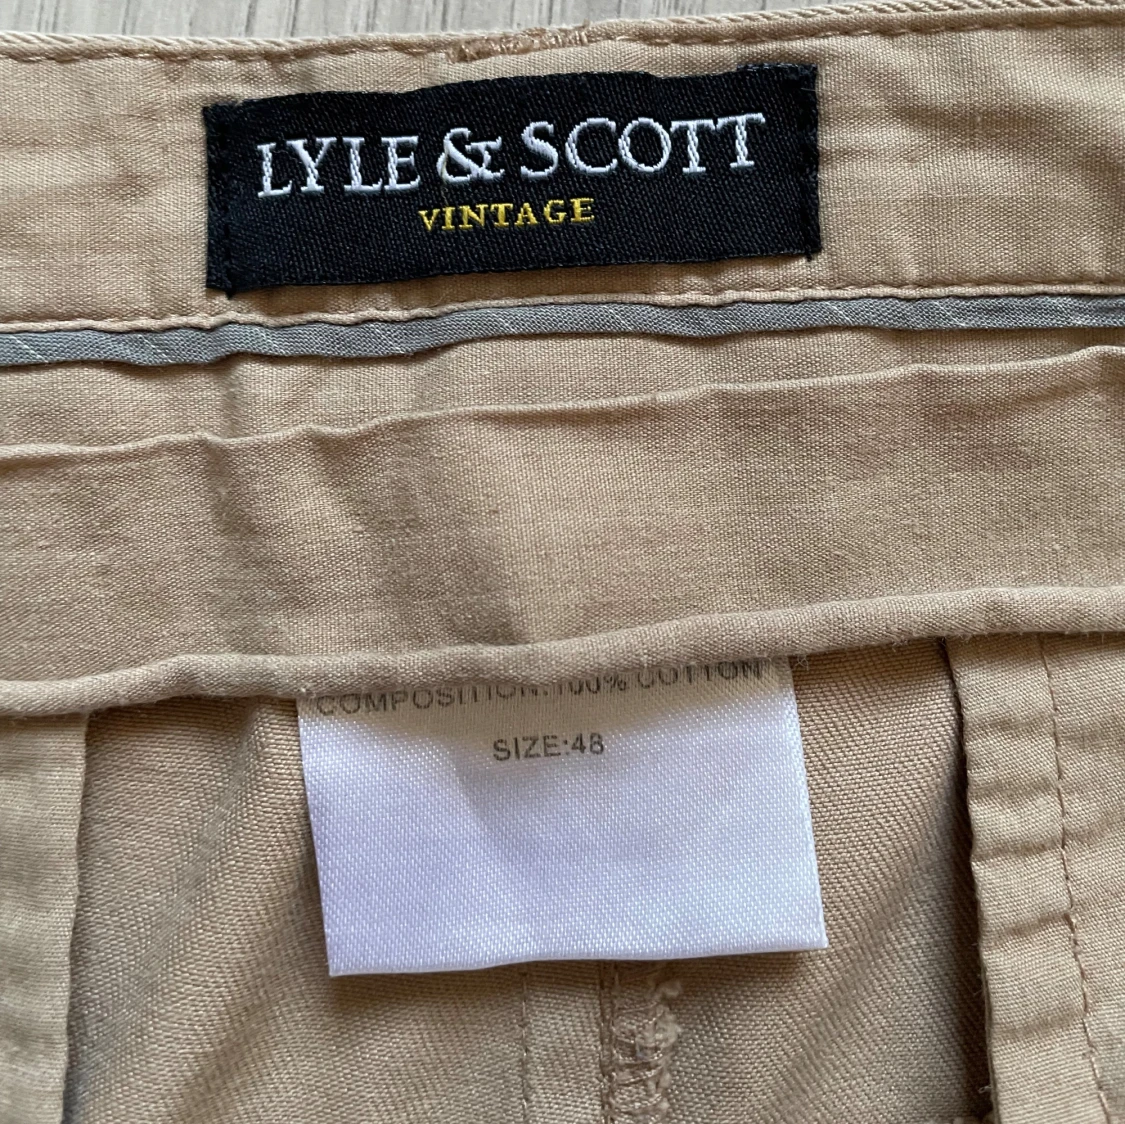 LYLE & SCOTT
VINTAGE
COMPOSITION:100% COTTON
SIZE:48